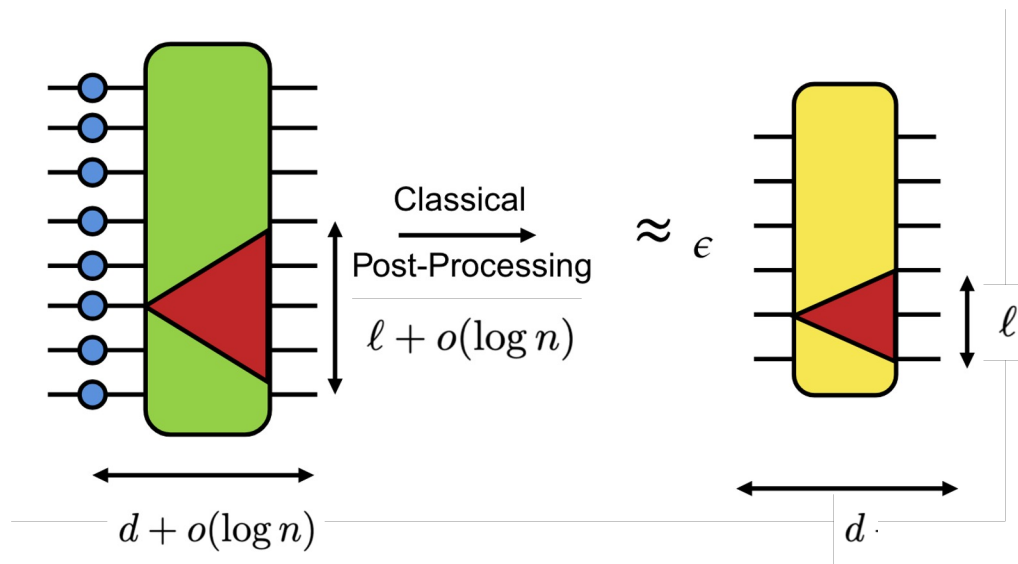 Classical
Post-Processing
ℓ + o(log n)
≈ ϵ
ℓ
d + o(log n)
d ·